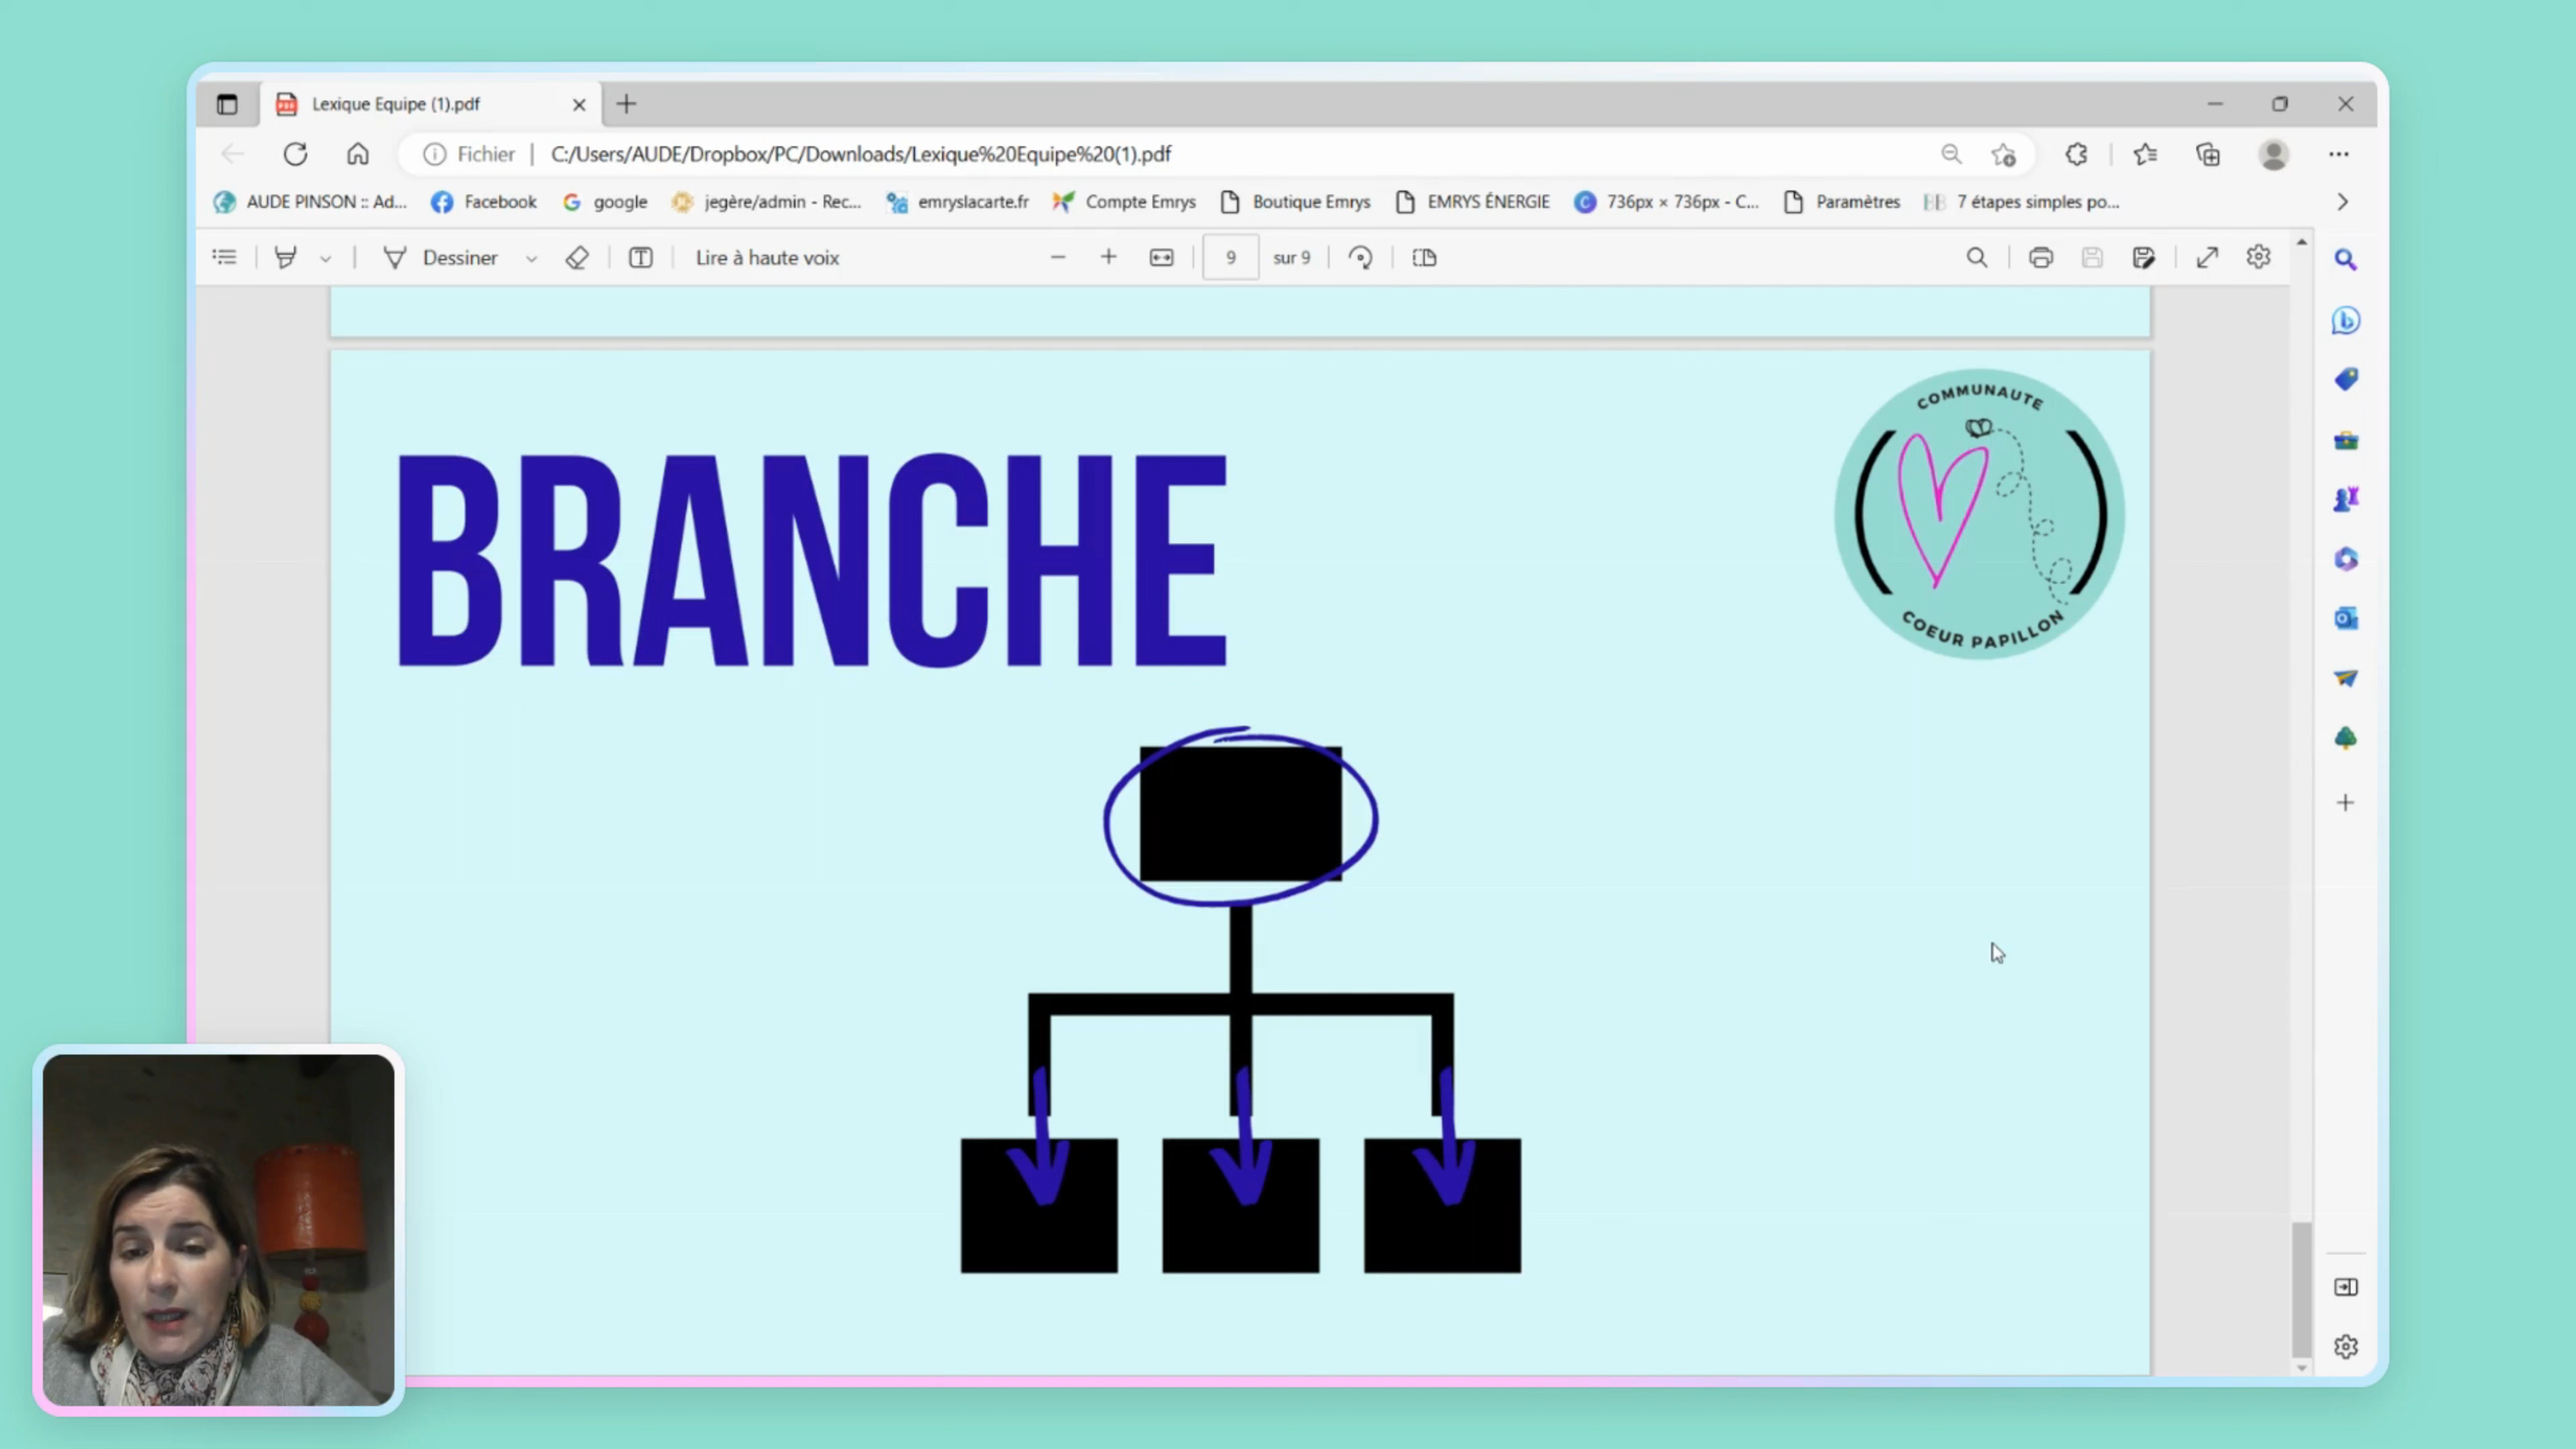 Lexique Equipe (1).pdf
Fichier
C:/Users/AUDE/Dropbox/PC/Downloads/Lexique%20Equipe%20(1).pdf
AUDE PINSON :: Ad...
Facebook
google
jegère/admin - Rec...
emryslacarte.fr
Compte Emrys
Boutique Emrys
EMRYS ÉNERGIE
736px × 736px - C...
Paramètres
7 étapes simples po...
Dessiner
Lire à haute voix
9
sur 9
COMMUNAUTE
BRANCHE
COEUR PAPILLON